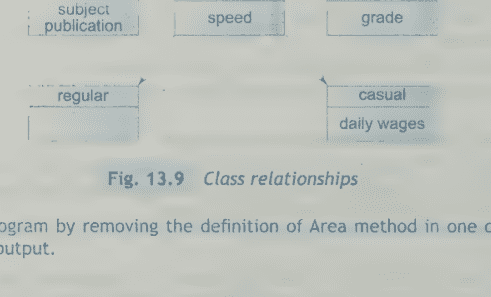 subject speed grade
publication
regular casual
daily wages
Fig. 13.9 Class relationships
ogram by removing the definition of Area method in one
output.